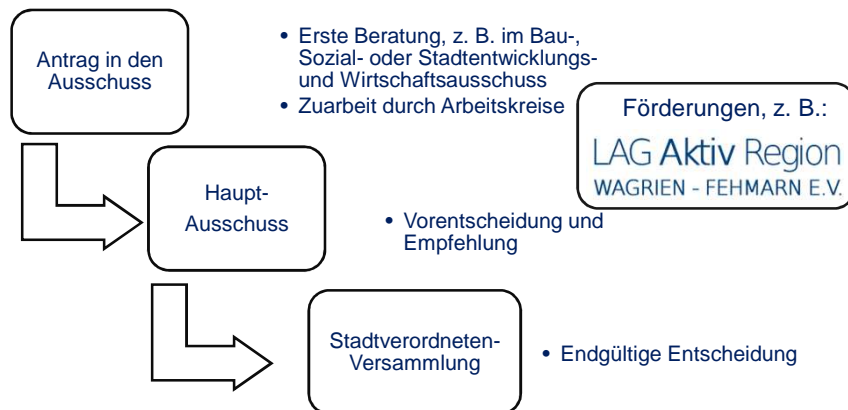 Antrag in den
Ausschuss
• Erste Beratung, z. B. im Bau-,
Sozial- oder Stadtentwicklungs-
und Wirtschaftsausschuss
• Zuarbeit durch Arbeitskreise
Förderungen, z. B.:
LAG Aktiv Region
WAGRIEN - FEHMARN E.V.
Haupt-
Ausschuss
• Vorentscheidung und
Empfehlung
Stadtverordneten-
Versammlung
• Endgültige Entscheidung